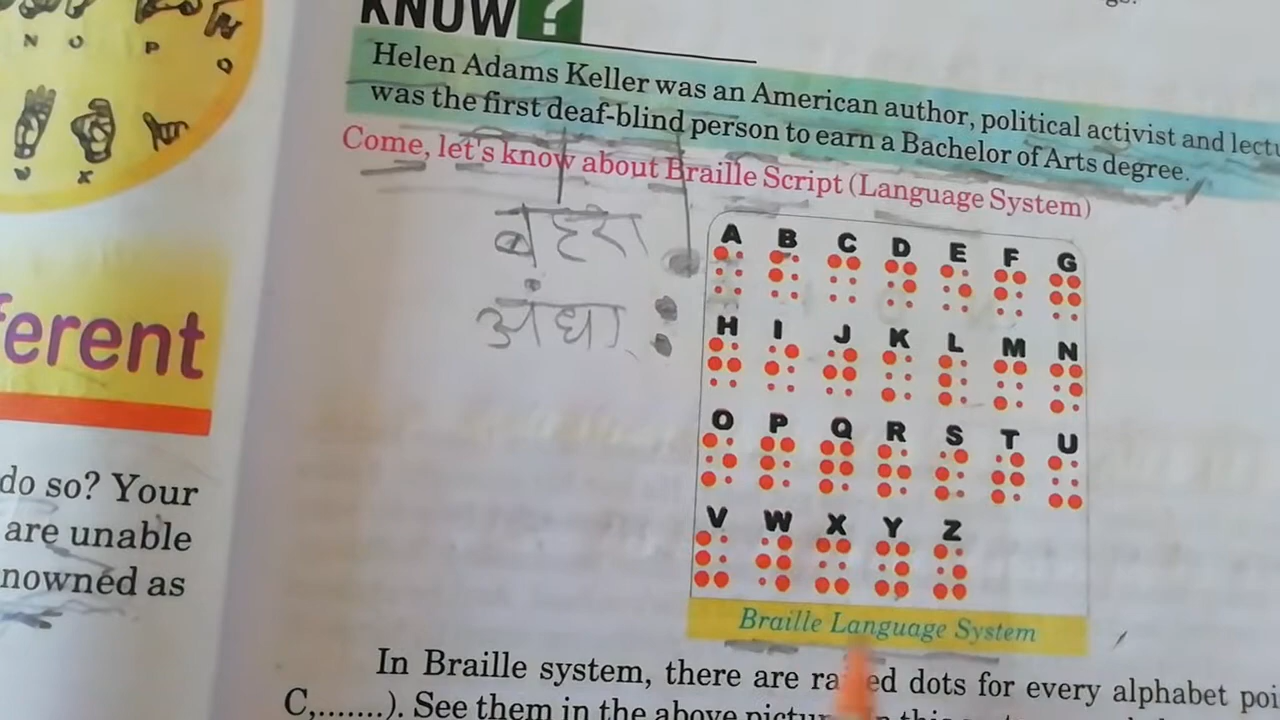 N O P Q
V X
ferent
do so? Your
are unable
nowned as
KNOW ?
Helen Adams Keller was an American author, political activist and lectu
was the first deaf-blind person to earn a Bachelor of Arts degree.
Come, let's know about Braille Script (Language System)
बहरा
अंधा
A B C D E F G
H I J K L M N
O P Q R S T U
V W X Y Z
Braille Language System
In Braille system, there are ra ed dots for every alphabet poi
C,.......). See them in the above pictur